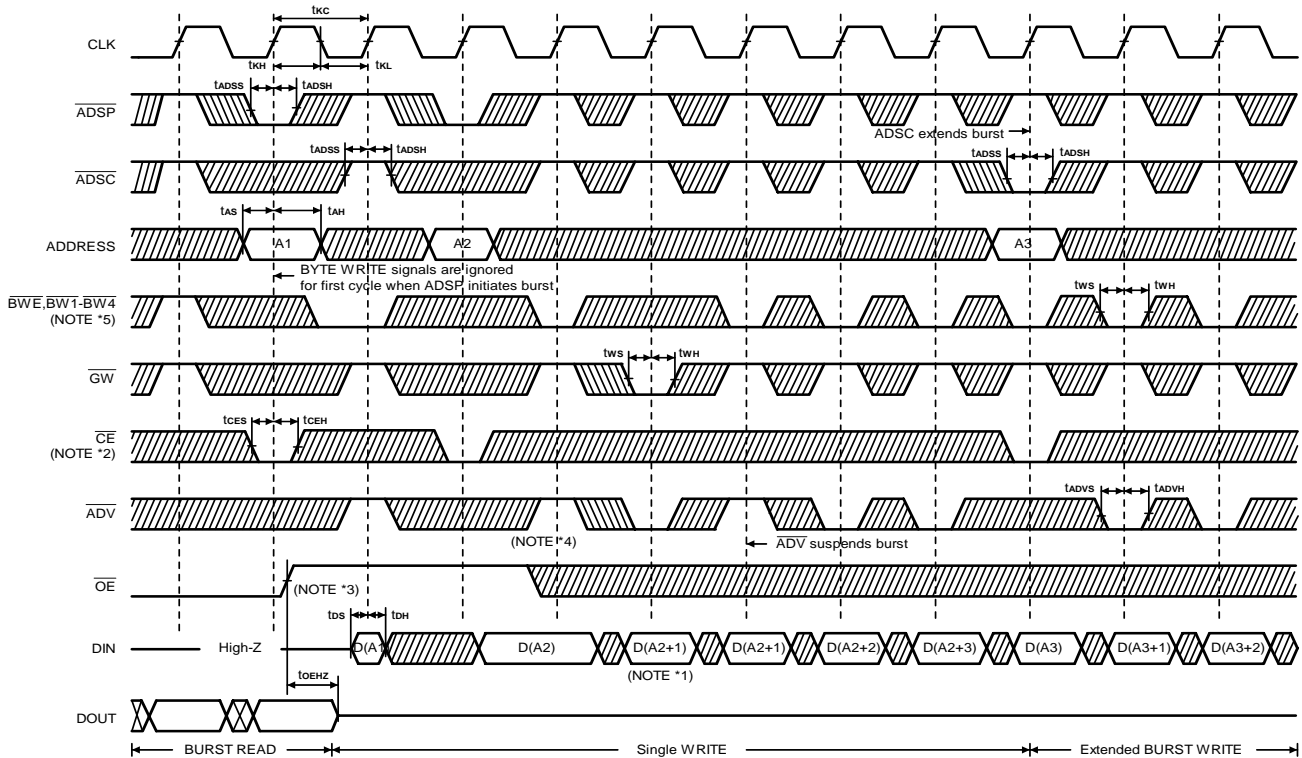 tKC
CLK
tKH
tKL
tADSS
tADSH
ADSP
ADSC extends burst
tADSS
tADSH
tADSS
tADSH
ADSC
tAS
tAH
ADDRESS
A1
A2
A3
BYTE WRITE signals are ignored
for first cycle when ADSP initiates burst
BWE,BW1-BW4
(NOTE *5)
tWS
tWH
tWS
tWH
GW
tCES
tCEH
CE
(NOTE *2)
tADVS
tADVH
ADV
(NOTE *4)
ADV suspends burst
OE
(NOTE *3)
tDS
tDH
DIN
High-Z
D(A1
D(A2)
D(A2+1)
D(A2+1)
D(A2+2)
D(A2+3)
D(A3)
D(A3+1)
D(A3+2)
(NOTE *1)
tOEHZ
DOUT
BURST READ
Single WRITE
Extended BURST WRITE